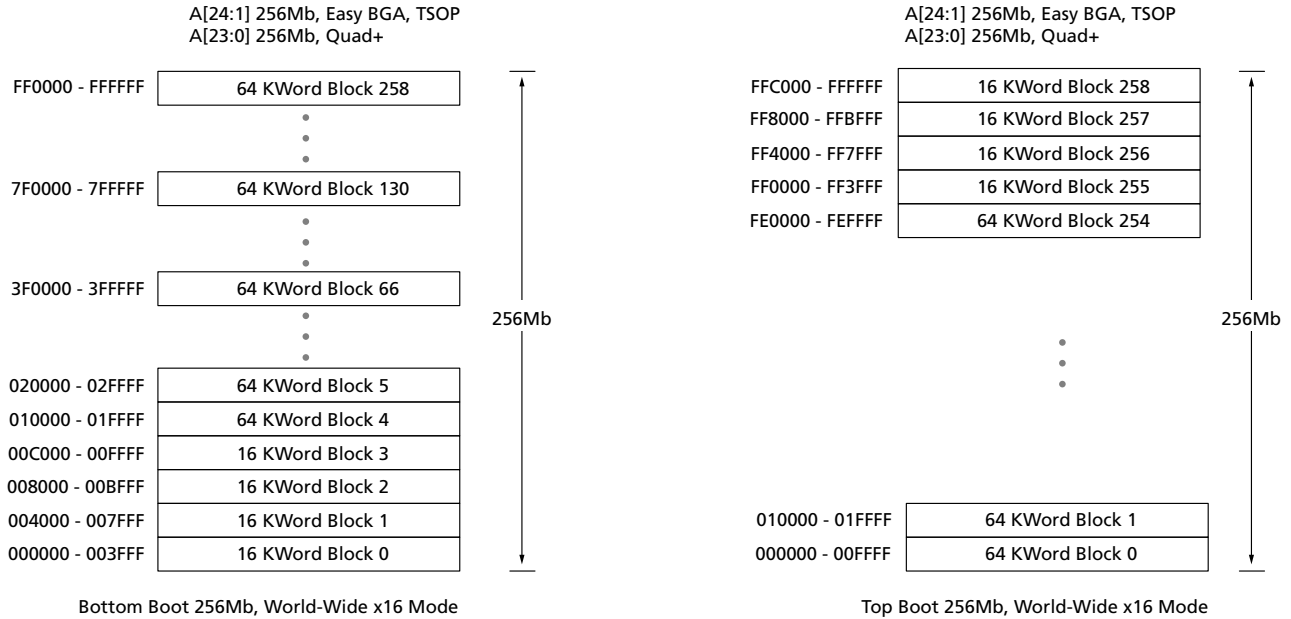 A[24:1] 256Mb, Easy BGA, TSOP
A[23:0] 256Mb, Quad+
FF0000 - FFFFFF 64 KWord Block 258
7F0000 - 7FFFFF 64 KWord Block 130
3F0000 - 3FFFFF 64 KWord Block 66
256Mb
020000 - 02FFFF 64 KWord Block 5
010000 - 01FFFF 64 KWord Block 4
00C000 - 00FFFF 16 KWord Block 3
008000 - 00BFFF 16 KWord Block 2
004000 - 007FFF 16 KWord Block 1
000000 - 003FFF 16 KWord Block 0
Bottom Boot 256Mb, World-Wide x16 Mode
A[24:1] 256Mb, Easy BGA, TSOP
A[23:0] 256Mb, Quad+
FFC000 - FFFFFF 16 KWord Block 258
FF8000 - FFBFFF 16 KWord Block 257
FF4000 - FF7FFF 16 KWord Block 256
FF0000 - FF3FFF 16 KWord Block 255
FE0000 - FEFFFF 64 KWord Block 254
256Mb
010000 - 01FFFF 64 KWord Block 1
000000 - 00FFFF 64 KWord Block 0
Top Boot 256Mb, World-Wide x16 Mode